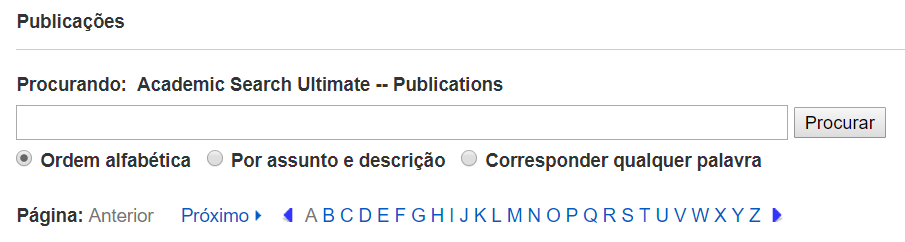 Publicações
Procurando: Academic Search Ultimate -- Publications
Procurar
Ordem alfabética Por assunto e descrição Corresponder qualquer palavra
Página: Anterior Próximo A B C D E F G H I J K L M N O P Q R S T U V W X Y Z